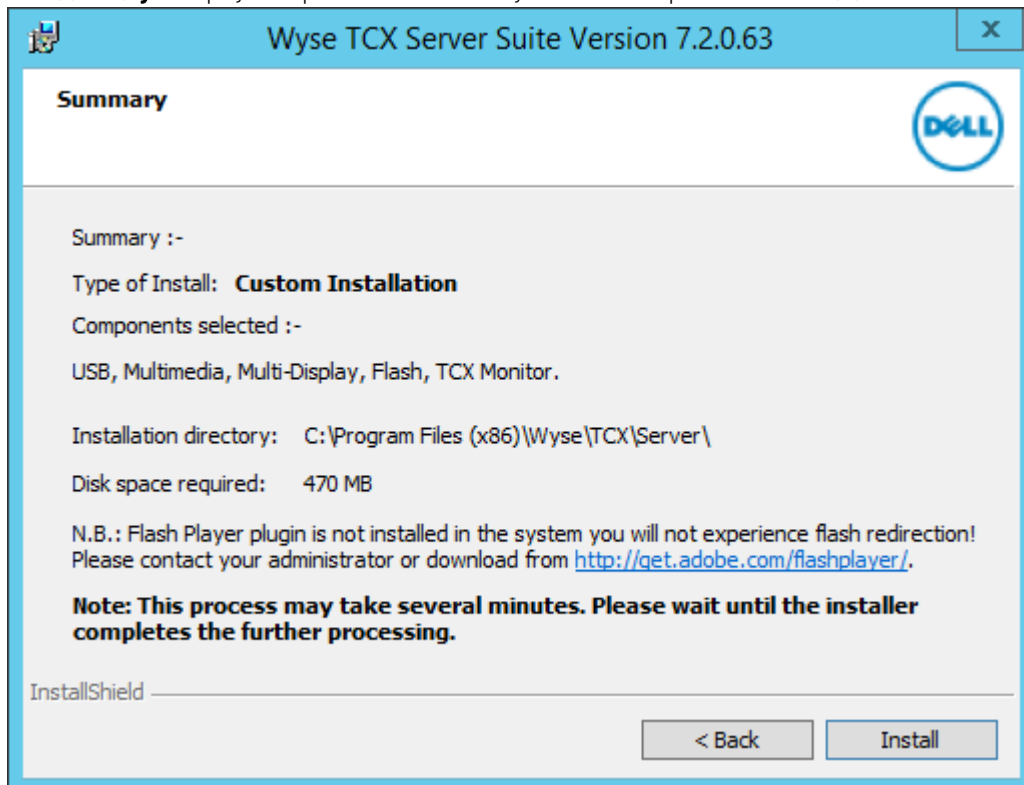 Wyse TCX Server Suite Version 7.2.0.63
x
Summary
DELL
Summary :-
Type of Install: Custom Installation
Components selected :-
USB, Multimedia, Multi-Display, Flash, TCX Monitor.
Installation directory: C:\Program Files (x86)\Wyse\TCX\Server\
Disk space required: 470 MB
N.B.: Flash Player plugin is not installed in the system you will not experience flash redirection!
Please contact your administrator or download from http://get.adobe.com/flashplayer/.
Note: This process may take several minutes. Please wait until the installer
completes the further processing.
InstallShield
< Back
Install